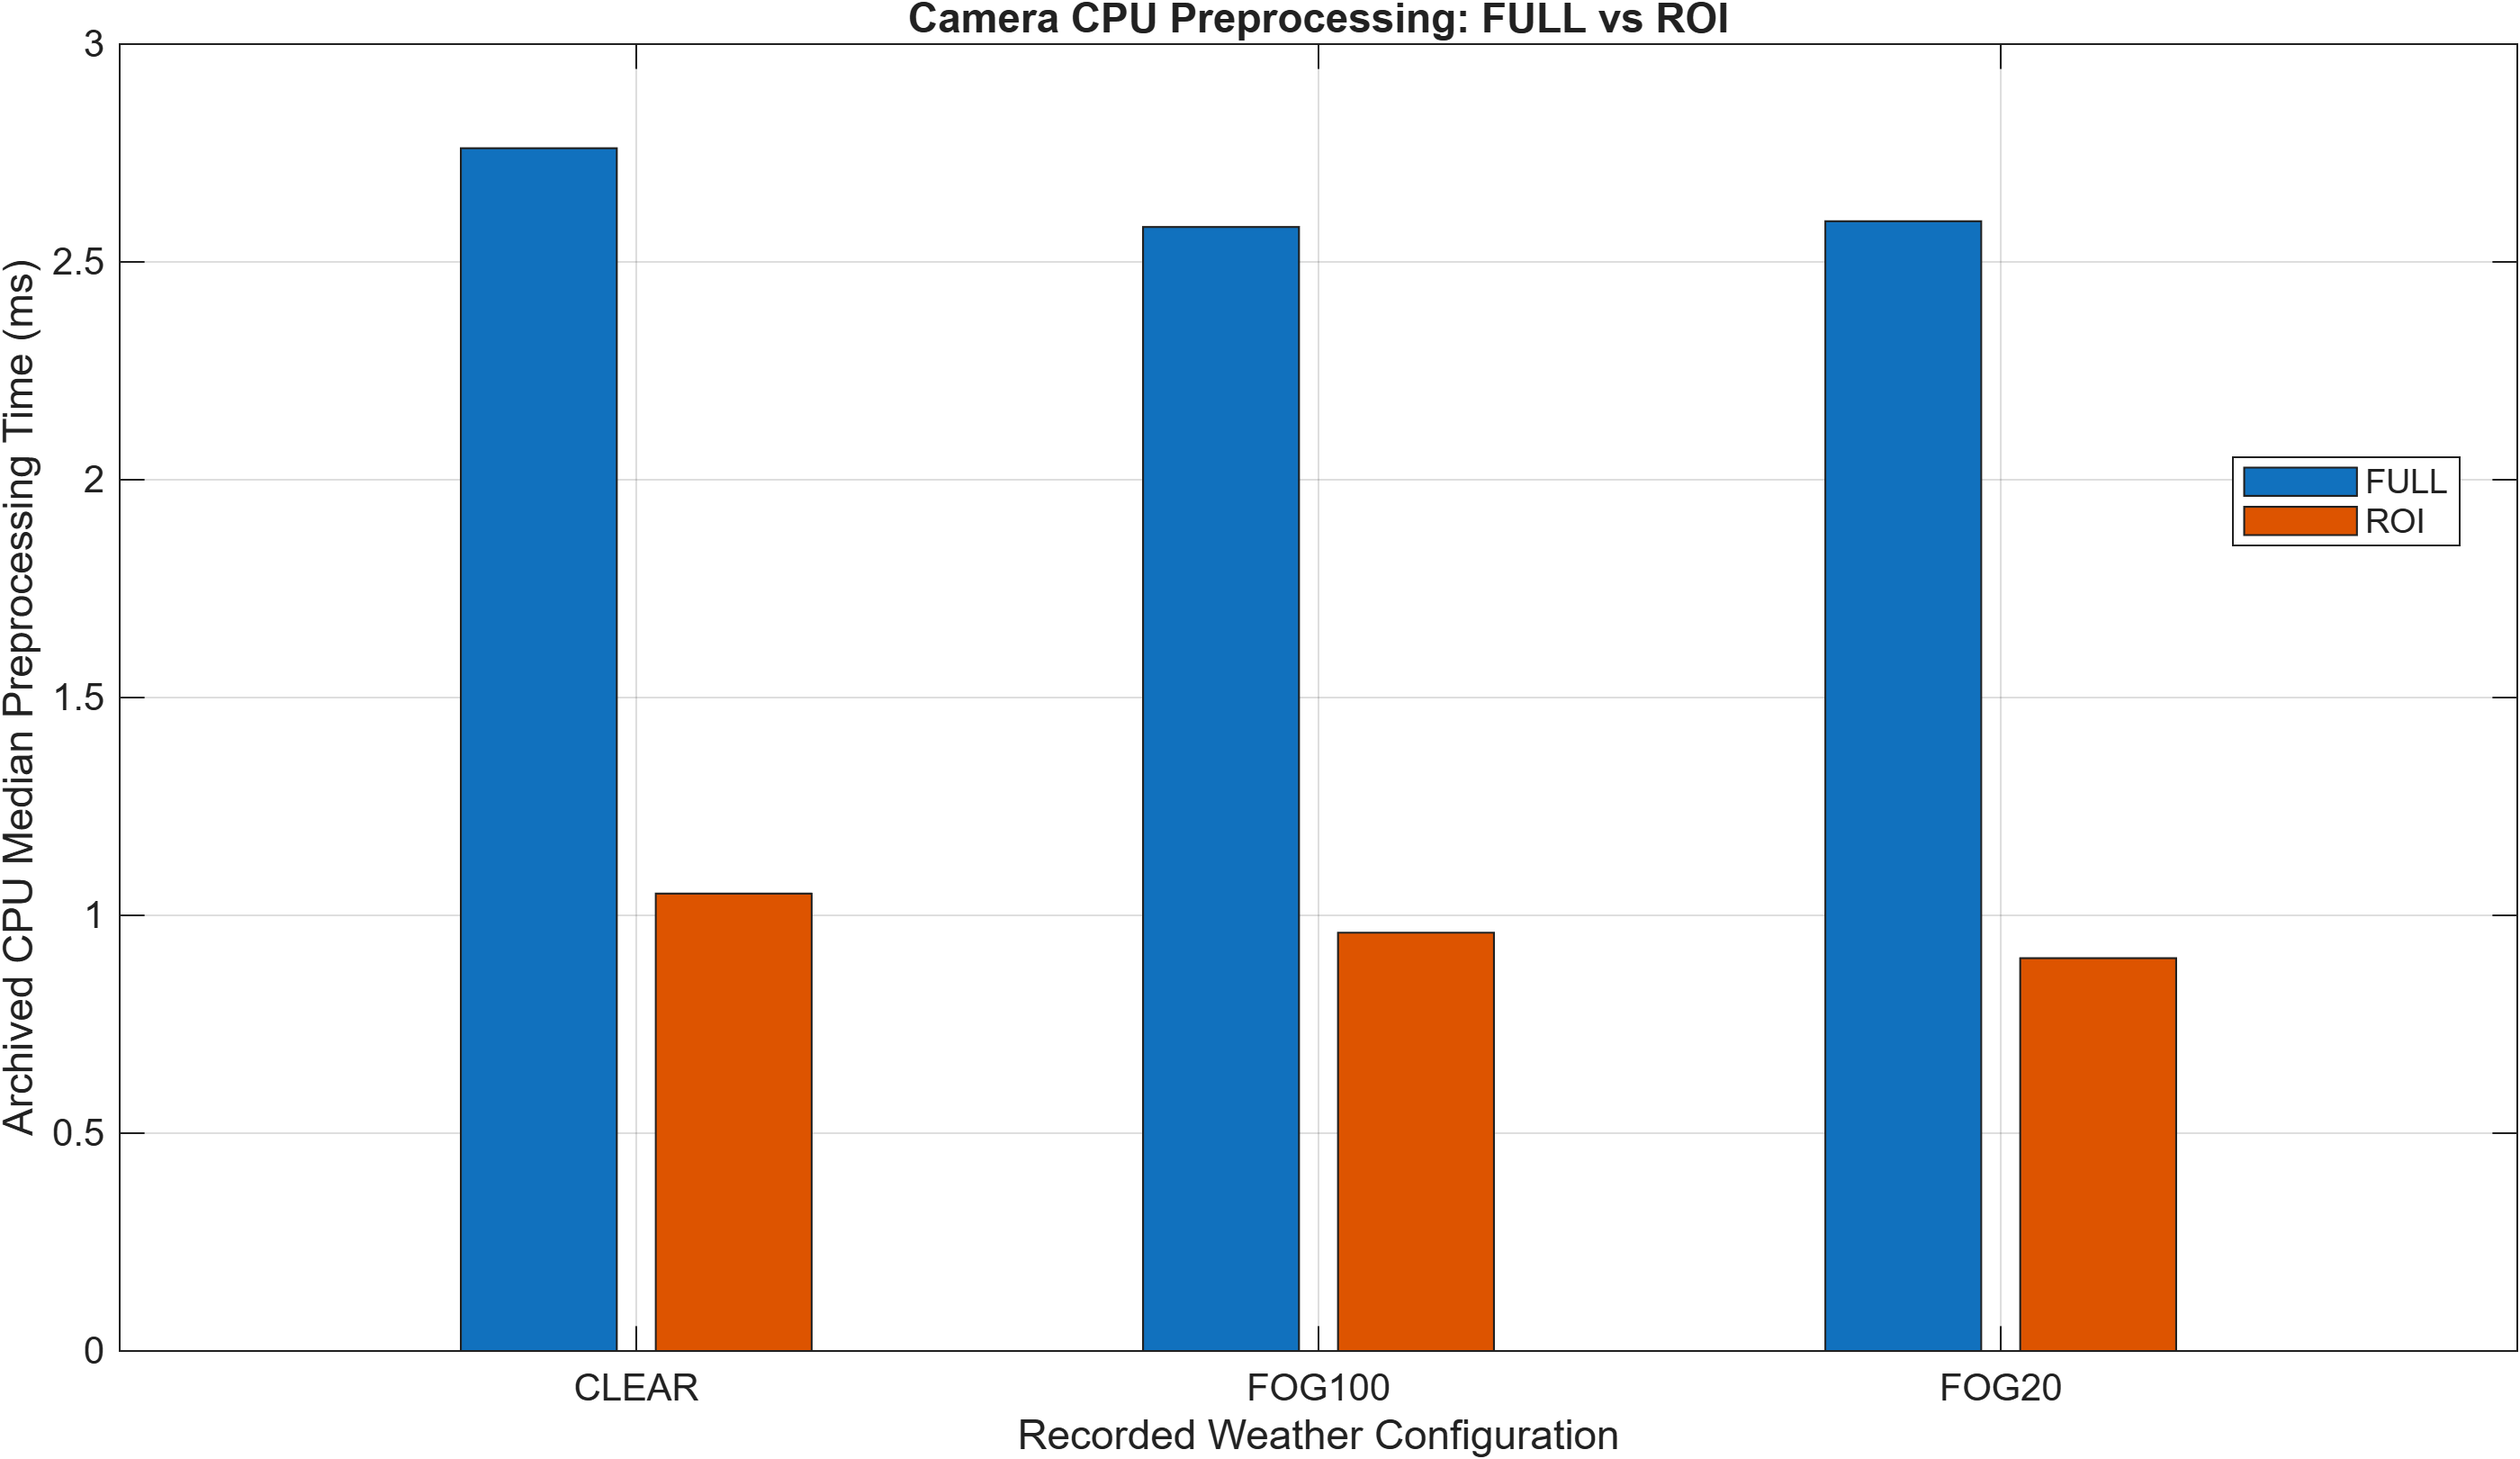 Camera CPU Preprocessing: FULL vs ROI
Archived CPU Median Preprocessing Time (ms)
3
2.5
2
1.5
1
0.5
0
FULL
ROI
CLEAR
FOG100
FOG20
Recorded Weather Configuration